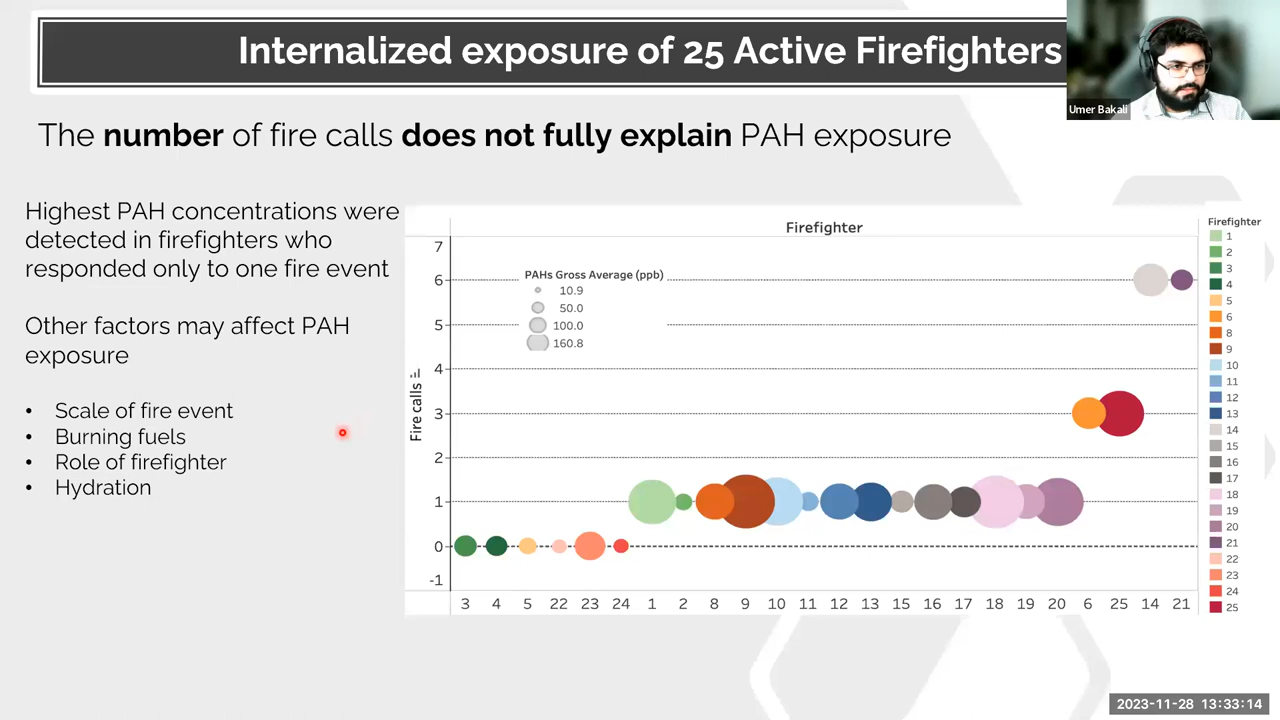 Internalized exposure of 25 Active Firefighters
Umer Bakali
The number of fire calls does not fully explain PAH exposure
Highest PAH concentrations were
detected in firefighters who
responded only to one fire event
Other factors may affect PAH
exposure
• Scale of fire event
• Burning fuels
• Role of firefighter
• Hydration
Firefighter
PAHs Gross Average (ppb)
10.9
50.0
100.0
160.8
Fire calls
7
6
5
4
3
2
1
0
-1
3 4 5 22 23 24 1 2 8 9 10 11 12 13 15 16 17 18 19 20 6 25 14 21
Firefighter
1
2
3
4
5
6
8
9
10
11
12
13
14
15
16
17
18
19
20
21
22
23
24
25
2023-11-28 13:33:14